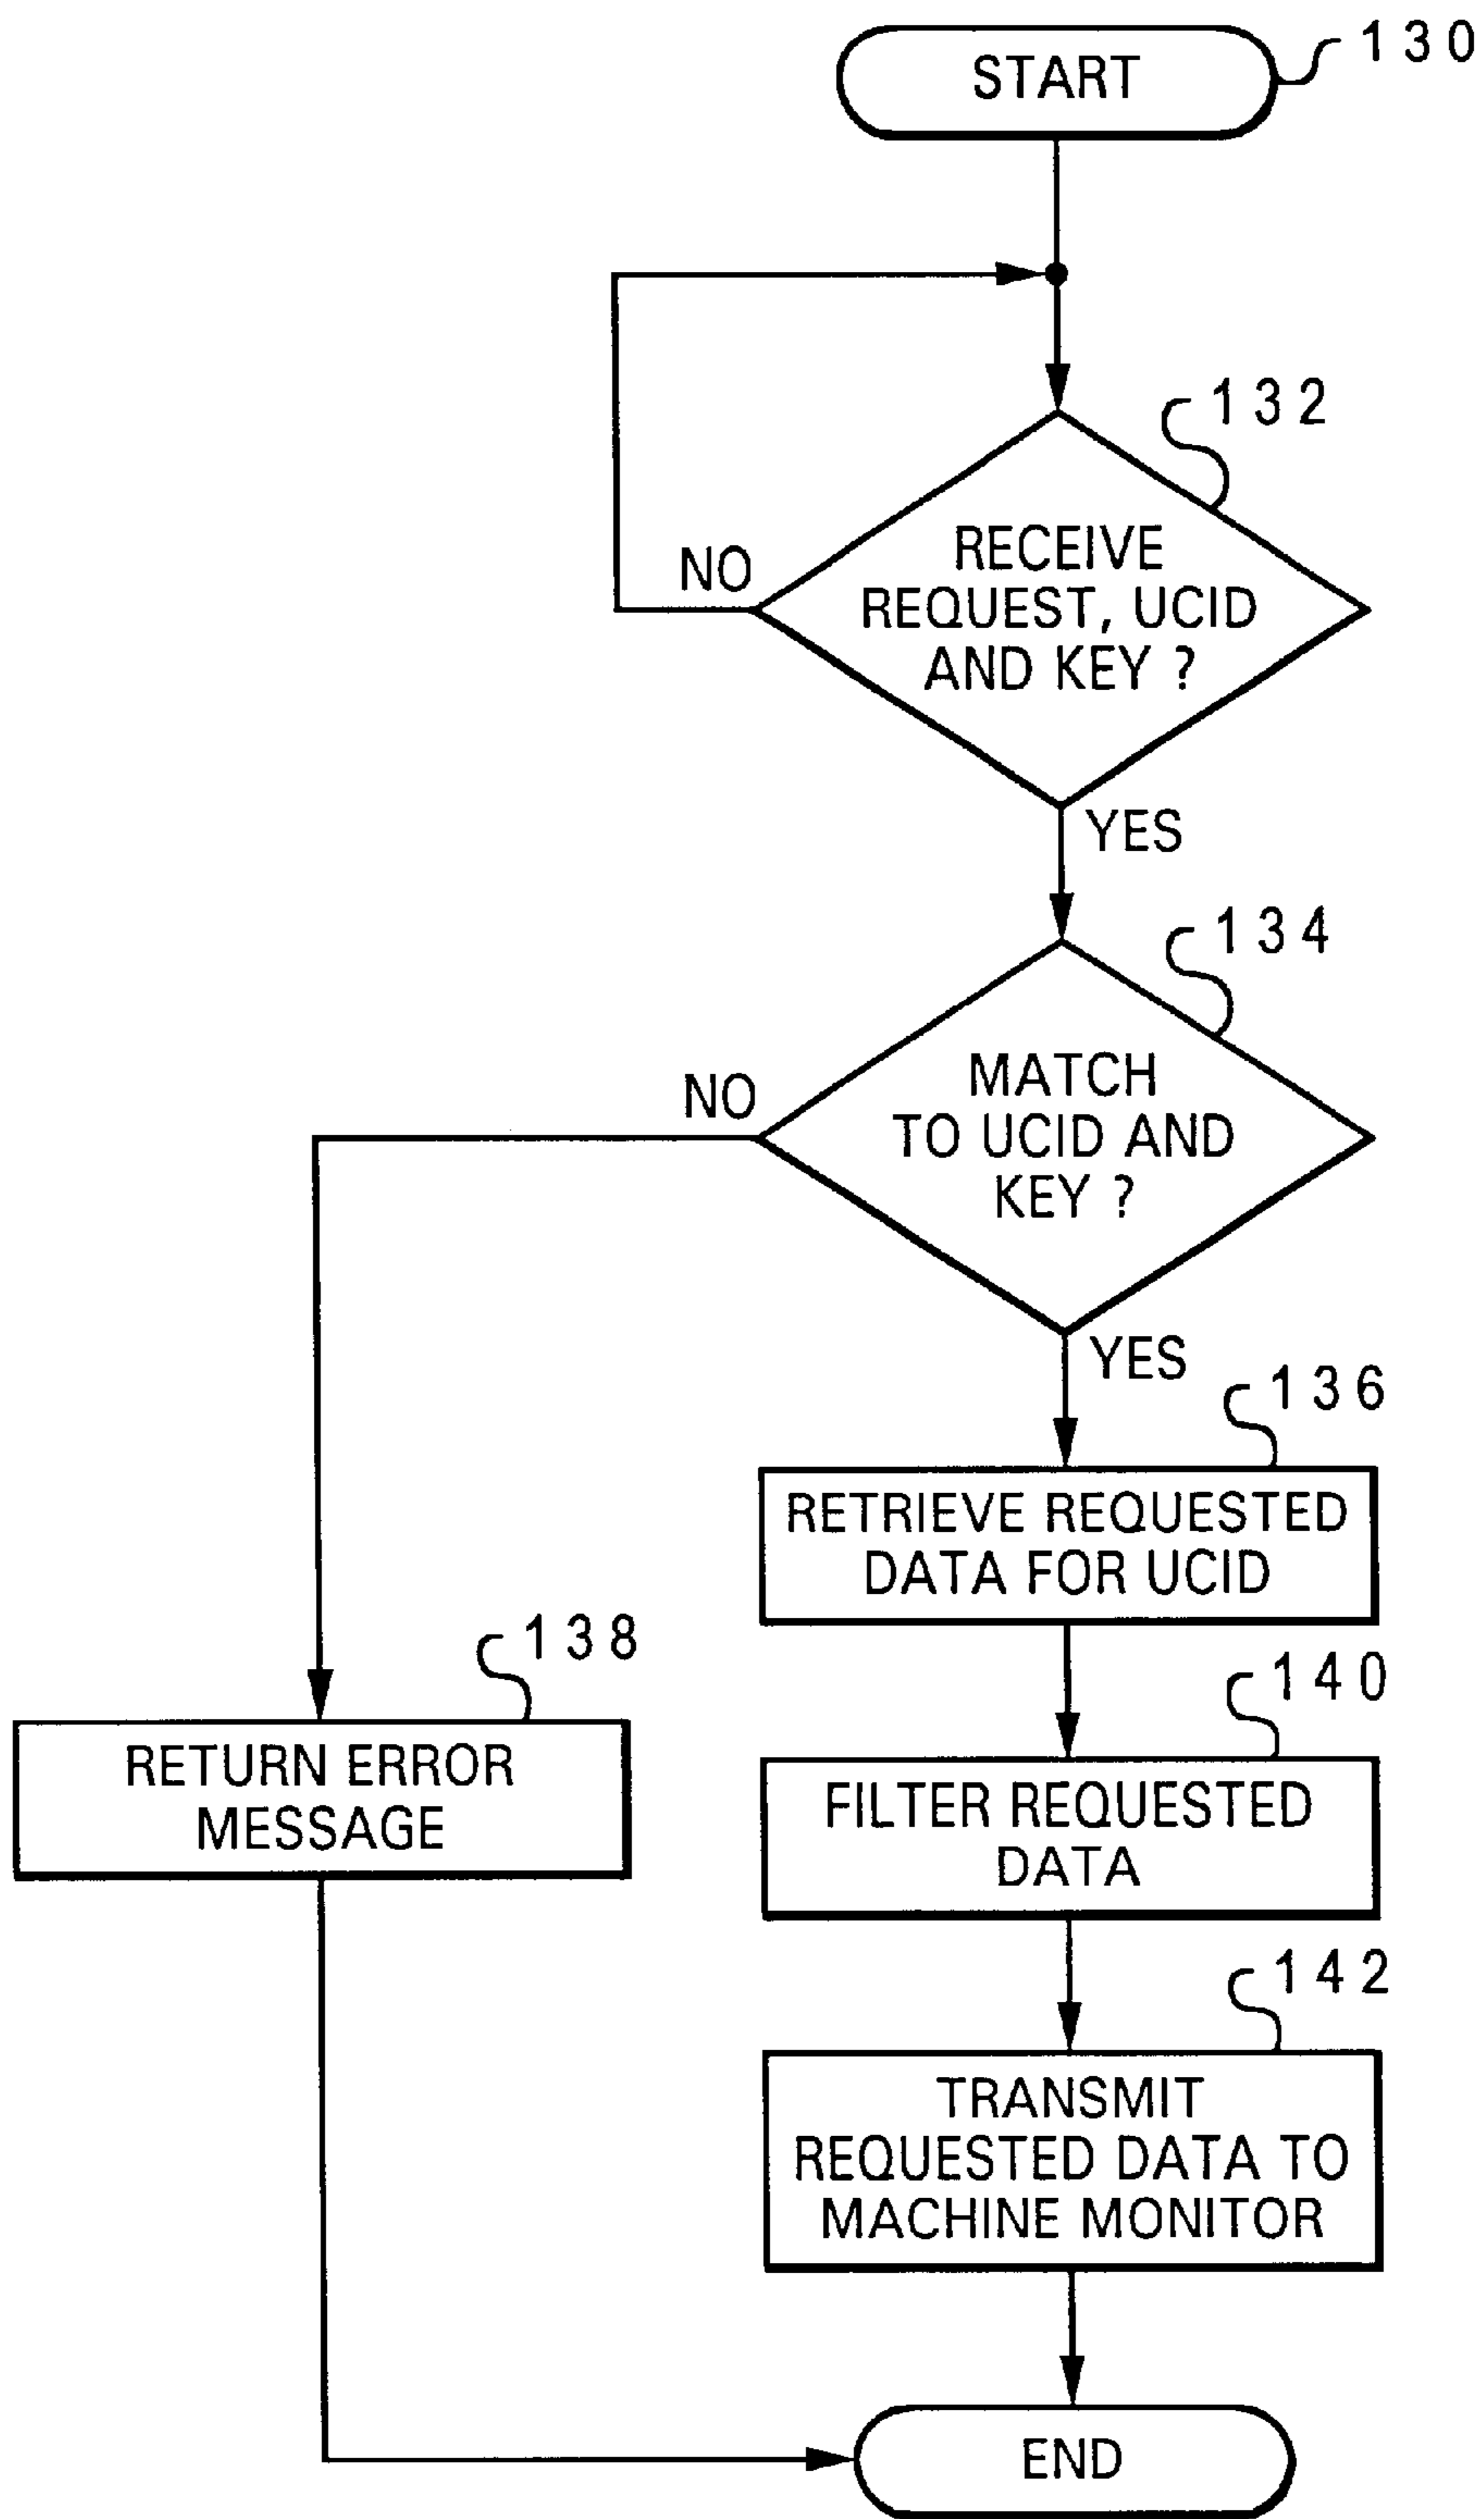 START
130
132
RECEIVE
REQUEST, UCID
AND KEY ?
NO
YES
134
MATCH
TO UCID AND
KEY ?
NO
YES
136
RETRIEVE REQUESTED
DATA FOR UCID
138
RETURN ERROR
MESSAGE
140
FILTER REQUESTED
DATA
142
TRANSMIT
REQUESTED DATA TO
MACHINE MONITOR
END